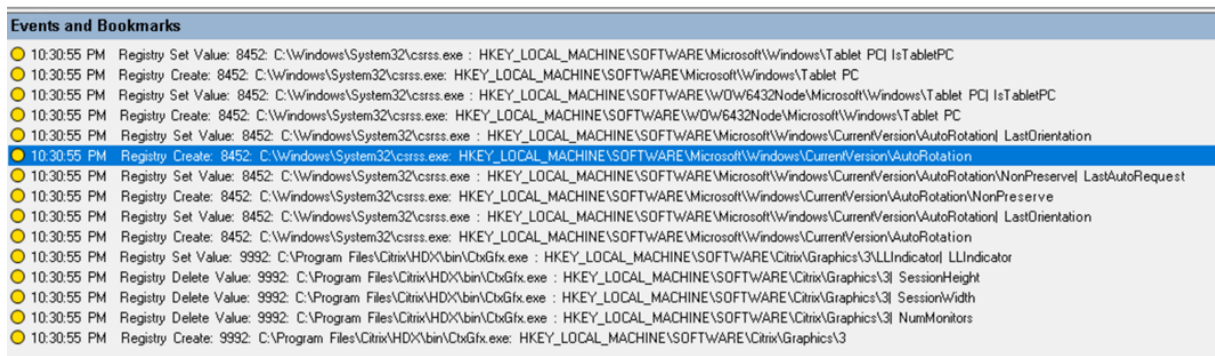 Events and Bookmarks
10:30:55 PM Registry Set Value: 8452: C:\Windows\System32\csrss.exe : HKEY_LOCAL_MACHINE\SOFTWARE\Microsoft\Windows\Tablet PC| IsTabletPC
10:30:55 PM Registry Create: 8452: C:\Windows\System32\csrss.exe: HKEY_LOCAL_MACHINE\SOFTWARE\Microsoft\Windows\Tablet PC
10:30:55 PM Registry Set Value: 8452: C:\Windows\System32\csrss.exe : HKEY_LOCAL_MACHINE\SOFTWARE\WOW6432Node\Microsoft\Windows\Tablet PC| IsTabletPC
10:30:55 PM Registry Create: 8452: C:\Windows\System32\csrss.exe: HKEY_LOCAL_MACHINE\SOFTWARE\WOW6432Node\Microsoft\Windows\Tablet PC
10:30:55 PM Registry Set Value: 8452: C:\Windows\System32\csrss.exe : HKEY_LOCAL_MACHINE\SOFTWARE\Microsoft\Windows\CurrentVersion\AutoRotation| LastOrientation
10:30:55 PM Registry Create: 8452: C:\Windows\System32\csrss.exe: HKEY_LOCAL_MACHINE\SOFTWARE\Microsoft\Windows\CurrentVersion\AutoRotation
10:30:55 PM Registry Set Value: 8452: C:\Windows\System32\csrss.exe : HKEY_LOCAL_MACHINE\SOFTWARE\Microsoft\Windows\CurrentVersion\AutoRotation\NonPreserve| LastAutoRequest
10:30:55 PM Registry Create: 8452: C:\Windows\System32\csrss.exe: HKEY_LOCAL_MACHINE\SOFTWARE\Microsoft\Windows\CurrentVersion\AutoRotation\NonPreserve
10:30:55 PM Registry Set Value: 8452: C:\Windows\System32\csrss.exe : HKEY_LOCAL_MACHINE\SOFTWARE\Microsoft\Windows\CurrentVersion\AutoRotation| LastOrientation
10:30:55 PM Registry Create: 8452: C:\Windows\System32\csrss.exe: HKEY_LOCAL_MACHINE\SOFTWARE\Microsoft\Windows\CurrentVersion\AutoRotation
10:30:55 PM Registry Set Value: 9992: C:\Program Files\Citrix\HDX\bin\CtxGfx.exe : HKEY_LOCAL_MACHINE\SOFTWARE\Citrix\Graphics\3\LLIndicator| LLIndicator
10:30:55 PM Registry Delete Value: 9992: C:\Program Files\Citrix\HDX\bin\CtxGfx.exe : HKEY_LOCAL_MACHINE\SOFTWARE\Citrix\Graphics\3| SessionHeight
10:30:55 PM Registry Delete Value: 9992: C:\Program Files\Citrix\HDX\bin\CtxGfx.exe : HKEY_LOCAL_MACHINE\SOFTWARE\Citrix\Graphics\3| SessionWidth
10:30:55 PM Registry Delete Value: 9992: C:\Program Files\Citrix\HDX\bin\CtxGfx.exe : HKEY_LOCAL_MACHINE\SOFTWARE\Citrix\Graphics\3| NumMonitors
10:30:55 PM Registry Create: 9992: C:\Program Files\Citrix\HDX\bin\CtxGfx.exe: HKEY_LOCAL_MACHINE\SOFTWARE\Citrix\Graphics\3